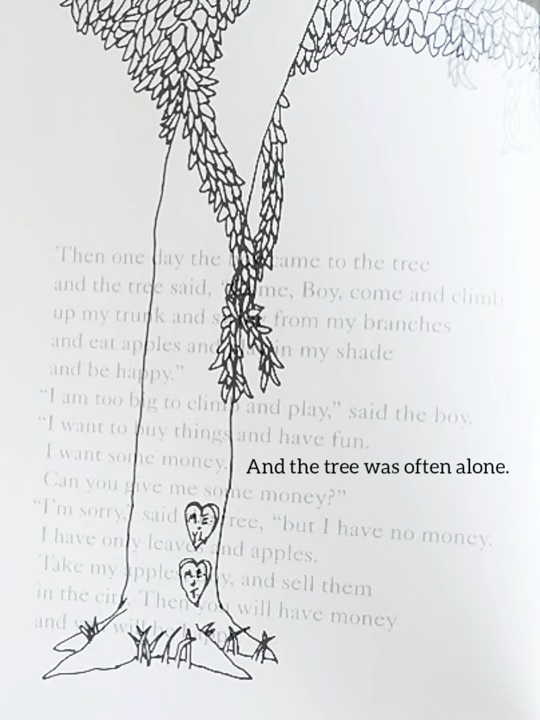 Then one day the came to the tree
and the tree said, me, Boy, come and climb
up my trunk and from my branches
and eat apples and in my shade
and be happy."
"I am too big to climb and play," said the boy.
"I want to buy things and have fun.
I want some money.
And the tree was often alone.
Can you give me some money?"
"I'm sorry," said tree, "but I have no money.
I have only leaves and apples.
M.E.
Take my apples, and sell them
M.E.
in the city. Then you will have money
and will be